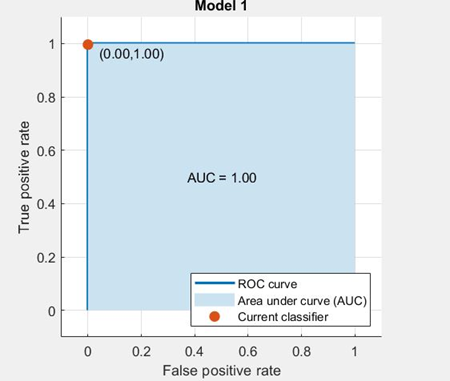 Model 1
1
(0.00,1.00)
0.8
0.6
AUC = 1.00
0.4
0.2
0
ROC curve
Area under curve (AUC)
Current classifier
0 0.2 0.4 0.6 0.8 1
False positive rate
True positive rate